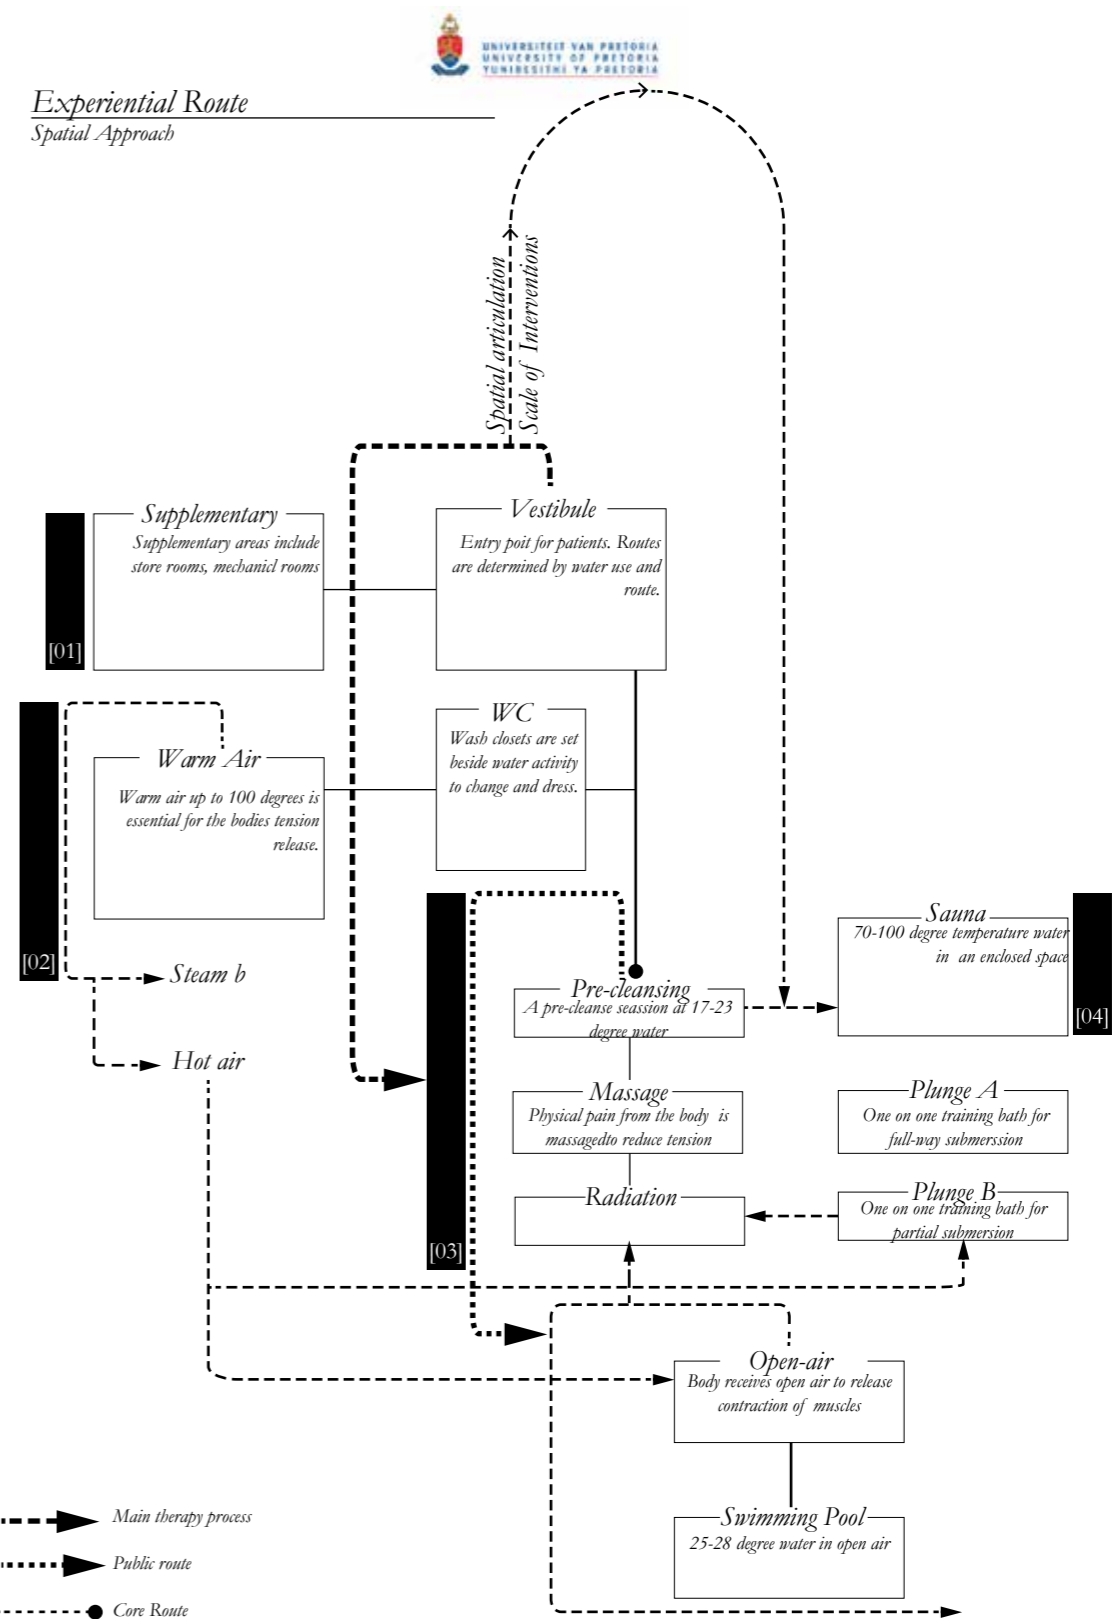 UNIVERSITEIT VAN PRETORIA
UNIVERSITY OF PRETORIA
YUNIBESITHI YA PRETORIA
Experiential Route
Spatial Approach
Spatial articulation
Scale of Interventions
Supplementary
Supplementary areas include
store rooms, mechanicl rooms
[01]
Vestibule
Entry poit for patients. Routes
are determined by water use and
route.
WC
Wash closets are set
beside water activity
to change and dress.
Warm Air
Warm air up to 100 degrees is
essential for the bodies tension
release.
[02]
Steam b
Hot air
Pre-cleansing
A pre-cleanse seassion at 17-23
degree water
Sauna
70-100 degree temperature water
in an enclosed space
[04]
Massage
Physical pain from the body is
massagedto reduce tension
Plunge A
One on one training bath for
full-way submerssion
Radiation
Plunge B
One on one training bath for
partial submersion
[03]
Open-air
Body receives open air to release
contraction of muscles
Swimming Pool
25-28 degree water in open air
Main therapy process
Public route
Core Route